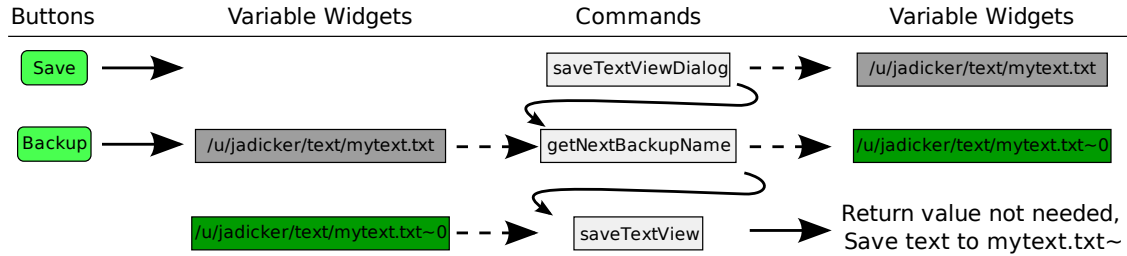 Buttons Variable Widgets Commands Variable Widgets
Save saveTextViewDialog /u/jadicker/text/mytext.txt
Backup /u/jadicker/text/mytext.txt getNextBackupName /u/jadicker/text/mytext.txt~0
/u/jadicker/text/mytext.txt~0 saveTextView Return value not needed,
Save text to mytext.txt~